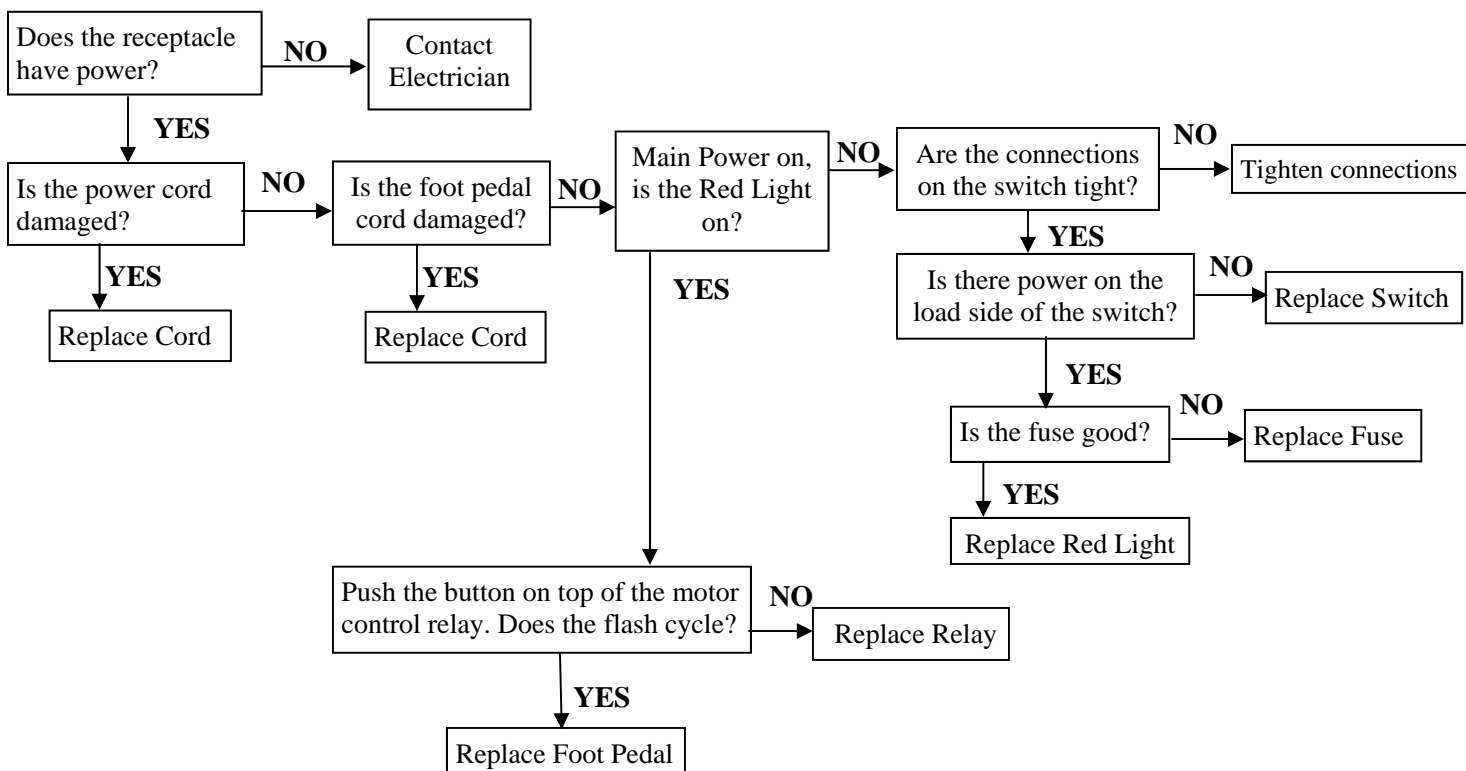 Does the receptacle
have power?
NO
Contact
Electrician
YES
Is the power cord
damaged?
NO
Is the foot pedal
cord damaged?
NO
Main Power on,
is the Red Light
on?
NO
Are the connections
on the switch tight?
NO
Tighten connections
YES
Replace Cord
YES
Replace Cord
YES
YES
Is there power on the
load side of the switch?
NO
Replace Switch
YES
Is the fuse good?
NO
Replace Fuse
YES
Replace Red Light
Push the button on top of the motor
control relay. Does the flash cycle?
NO
Replace Relay
YES
Replace Foot Pedal